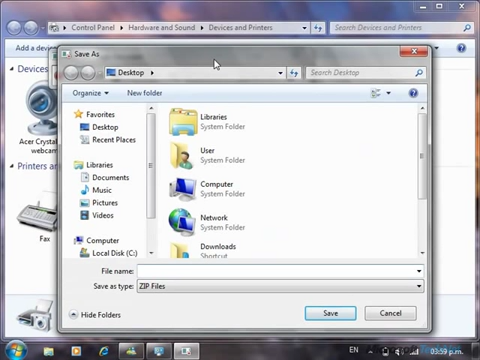 Control Panel ▸ Hardware and Sound ▸ Devices and Printers
Search Devices and Printers
Add a devic
Devices
Acer Crystal
Printers an
Fax
Save As
Desktop
Search Desktop
Organize
New folder
Favorites
Desktop
Recent Places
Libraries
Documents
Music
Pictures
Videos
Computer
Local Disk (C:)
Libraries
System Folder
User
System Folder
Computer
System Folder
Network
System Folder
Downloads
Shortcut
File name:
Save as type:
ZIP Files
Hide Folders
Save
Cancel
EN
03:59 p.m.